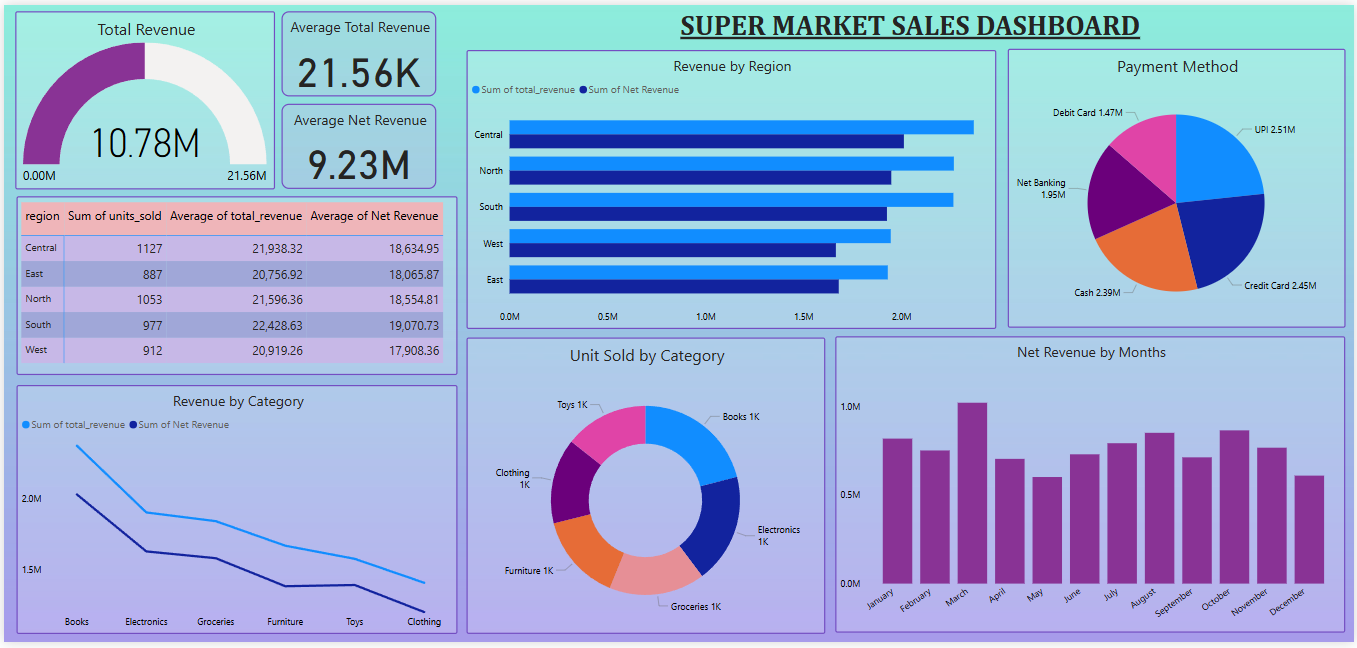 SUPER MARKET SALES DASHBOARD
Total Revenue
10.78M
0.00M 21.56M
Average Total Revenue
21.56K
Average Net Revenue
9.23M
region Sum of units_sold Average of total_revenue Average of Net Revenue
Central 1127 21,938.32 18,634.95
East 887 20,756.92 18,065.87
North 1053 21,596.36 18,554.81
South 977 22,428.63 19,070.73
West 912 20,919.26 17,908.36
Revenue by Category
Sum of total_revenue Sum of Net Revenue
2.0M
1.5M
Books Electronics Groceries Furniture Toys Clothing
Revenue by Region
Sum of total_revenue Sum of Net Revenue
Central
North
South
West
East
0.0M 0.5M 1.0M 1.5M 2.0M
Payment Method
Debit Card 1.47M
UPI 2.51M
Net Banking
1.95M
Cash 2.39M
Credit Card 2.45M
Unit Sold by Category
Toys 1K
Books 1K
Clothing
1K
Electronics
1K
Furniture 1K
Groceries 1K
Net Revenue by Months
1.0M
0.5M
0.0M
January February March April May June July August September October November December